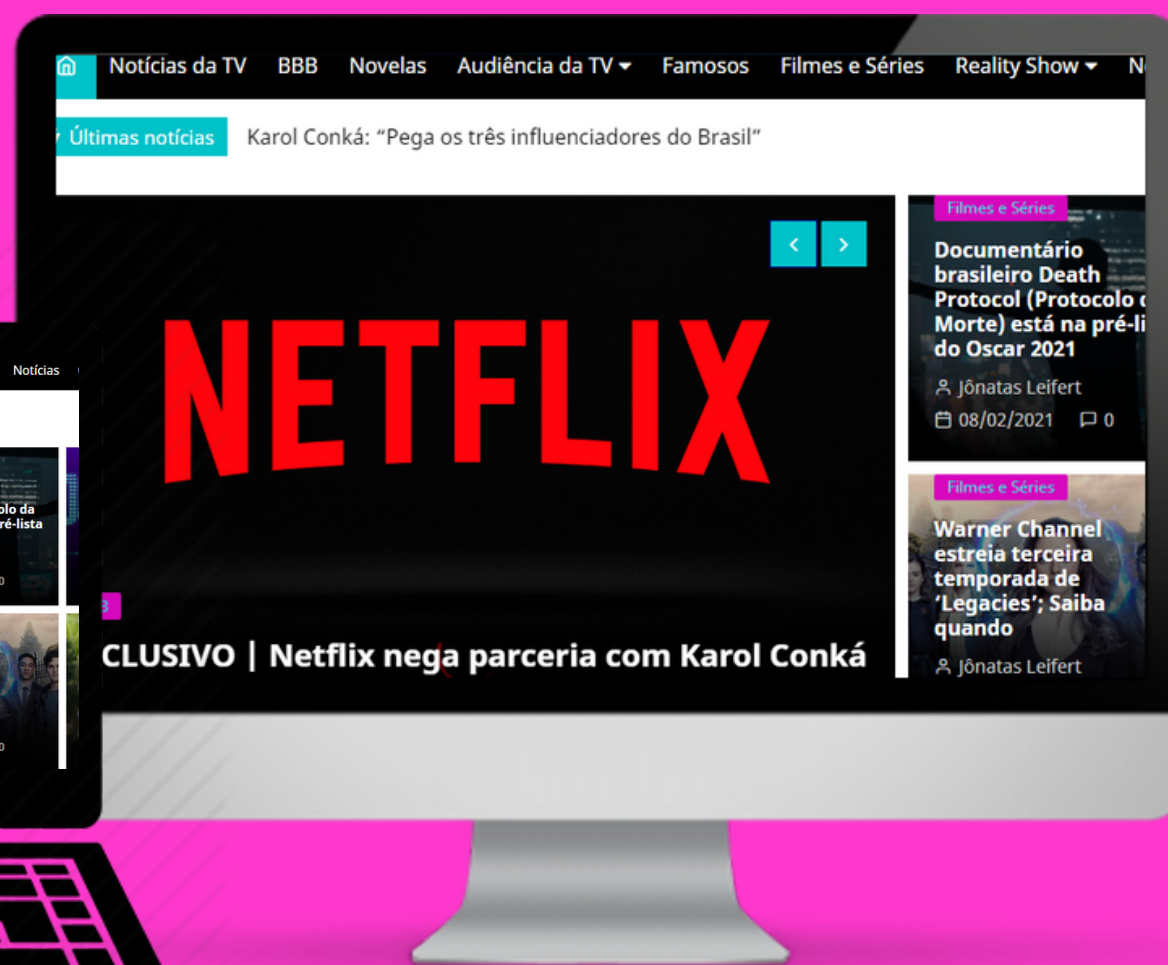 Notícias da TV BBB Novelas Audiência da TV Famosos Filmes e Séries Reality Show
Últimas notícias Karol Conká: “Pega os três influenciadores do Brasil”
NETFLIX
CLUSIVO | Netflix nega parceria com Karol Conká
Filmes e Séries
Documentário
brasileiro Death
Protocol (Protocolo
Morte) está na pré-li
do Oscar 2021
Jônatas Leifert
08/02/2021 0
Filmes e Séries
Warner Channel
estreia terceira
temporada de
‘Legacies’; Saiba
quando
Jônatas Leifert
Notícias
olo da
ré-lista
0
0